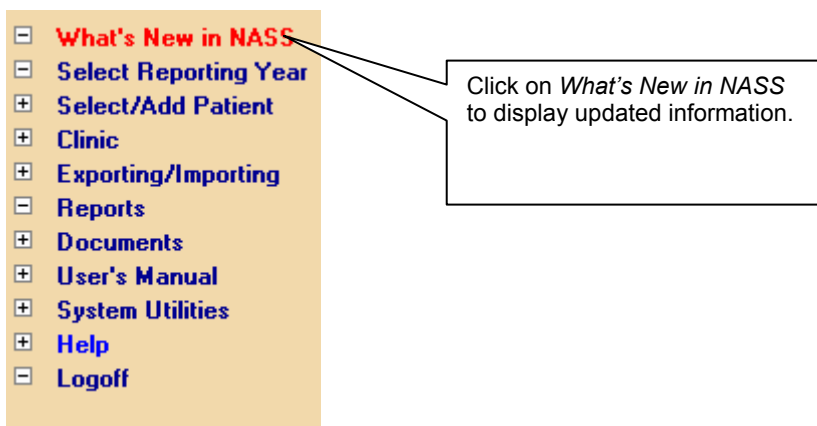 What's New in NASS
Select Reporting Year
Select/Add Patient
Clinic
Exporting/Importing
Reports
Documents
User's Manual
System Utilities
Help
Logoff
Click on What's New in NASS
to display updated information.